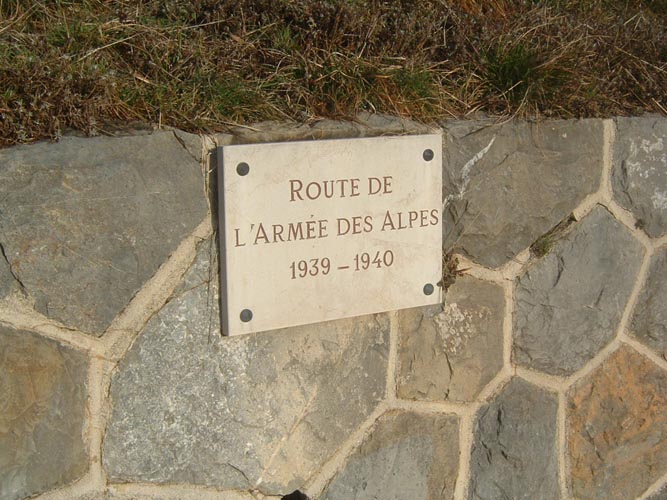 ROUTE DE
L'ARMÉE DES ALPES
1939 – 1940